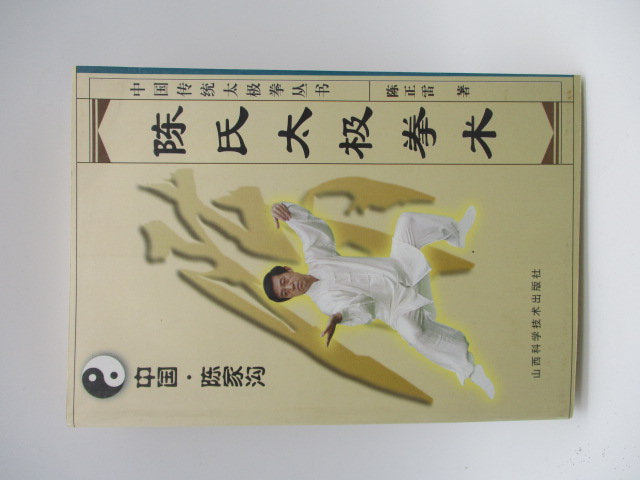 中国传统太极拳丛书
陈正雷 著
陈氏太极拳术
中国·陈家沟
山西科学技术出版社